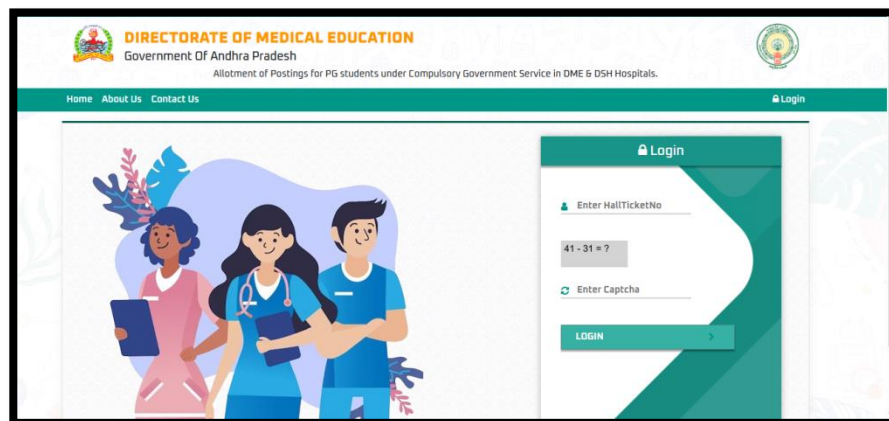 DIRECTORATE OF MEDICAL EDUCATION
Government Of Andhra Pradesh
Allotment of Postings for PG students under Compulsory Government Service in DME & DSH Hospitals.
Home About Us Contact Us Login
Login
Enter HallTicketNo
41 - 31 = ?
Enter Captcha
LOGIN